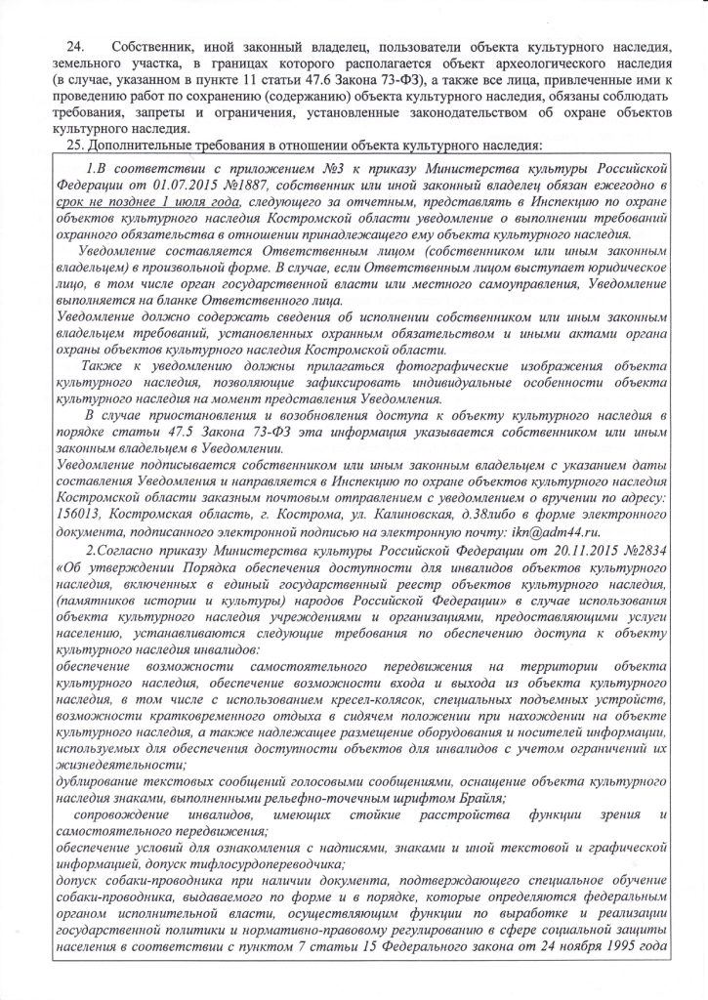 24. Собственник, иной законный владелец, пользователи объекта культурного наследия,
земельного участка, в границах которого располагается объект археологического наследия
(в случае, указанном в пункте 11 статьи 47.6 Закона 73-ФЗ), а также все лица, привлеченные ими к
проведению работ по сохранению (содержанию) объекта культурного наследия, обязаны соблюдать
требования, запреты и ограничения, установленные законодательством об охране объектов
культурного наследия.
25. Дополнительные требования в отношении объекта культурного наследия:
1.В соответствии с приложением №3 к приказу Министерства культуры Российской
Федерации от 01.07.2015 №1887, собственник или иной законный владелец обязан ежегодно в
срок не позднее 1 июля года, следующего за отчетным, представлять в Инспекцию по охране
объектов культурного наследия Костромской области уведомление о выполнении требований
охранного обязательства в отношении принадлежащего ему объекта культурного наследия.
Уведомление составляется Ответственным лицом (собственником или иным законным
владельцем) в произвольной форме. В случае, если Ответственным лицом выступает юридическое
лицо, в том числе орган государственной власти или местного самоуправления, Уведомление
выполняется на бланке Ответственного лица.
Уведомление должно содержать сведения об исполнении собственником или иным законным
владельцем требований, установленных охранным обязательством и иными актами органа
охраны объектов культурного наследия Костромской области.
Также к уведомлению должны прилагаться фотографические изображения объекта
культурного наследия, позволяющие зафиксировать индивидуальные особенности объекта
культурного наследия на момент представления Уведомления.
В случае приостановления и возобновления доступа к объекту культурного наследия в
порядке статьи 47.5 Закона 73-ФЗ эта информация указывается собственником или иным
законным владельцем в Уведомлении.
Уведомление подписывается собственником или иным законным владельцем с указанием даты
составления Уведомления и направляется в Инспекцию по охране объектов культурного наследия
Костромской области заказным почтовым отправлением с уведомлением о вручении по адресу:
156013, Костромская область, г. Кострома, ул. Калиновская, д.38либо в форме электронного
документа, подписанного электронной подписью на электронную почту: ikn@adm44.ru.
2.Согласно приказу Министерства культуры Российской Федерации от 20.11.2015 №2834
«Об утверждении Порядка обеспечения доступности для инвалидов объектов культурного
наследия, включенных в единый государственный реестр объектов культурного наследия,
(памятников истории и культуры) народов Российской Федерации» в случае использования
объекта культурного наследия учреждениями и организациями, предоставляющими услуги
населению, устанавливаются следующие требования по обеспечению доступа к объекту
культурного наследия инвалидов:
обеспечение возможности самостоятельного передвижения на территории объекта
культурного наследия, обеспечение возможности входа и выхода из объекта культурного
наследия, в том числе с использованием кресел-колясок, специальных подъемных устройств,
возможности кратковременного отдыха в сидячем положении при нахождении на объекте
культурного наследия, а также надлежащее размещение оборудования и носителей информации,
используемых для обеспечения доступности объектов для инвалидов с учетом ограничений их
жизнедеятельности;
дублирование текстовых сообщений голосовыми сообщениями, оснащение объекта культурного
наследия знаками, выполненными рельефно-точечным шрифтом Брайля;
сопровождение инвалидов, имеющих стойкие расстройства функции зрения и
самостоятельного передвижения;
обеспечение условий для ознакомления с надписями, знаками и иной текстовой и графической
информацией, допуск тифлосурдопереводчика;
допуск собаки-проводника при наличии документа, подтверждающего специальное обучение
собаки-проводника, выдаваемого по форме и в порядке, которые определяются федеральным
органом исполнительной власти, осуществляющим функции по выработке и реализации
государственной политики и нормативно-правовому регулированию в сфере социальной защиты
населения в соответствии с пунктом 7 статьи 15 Федерального закона от 24 ноября 1995 года